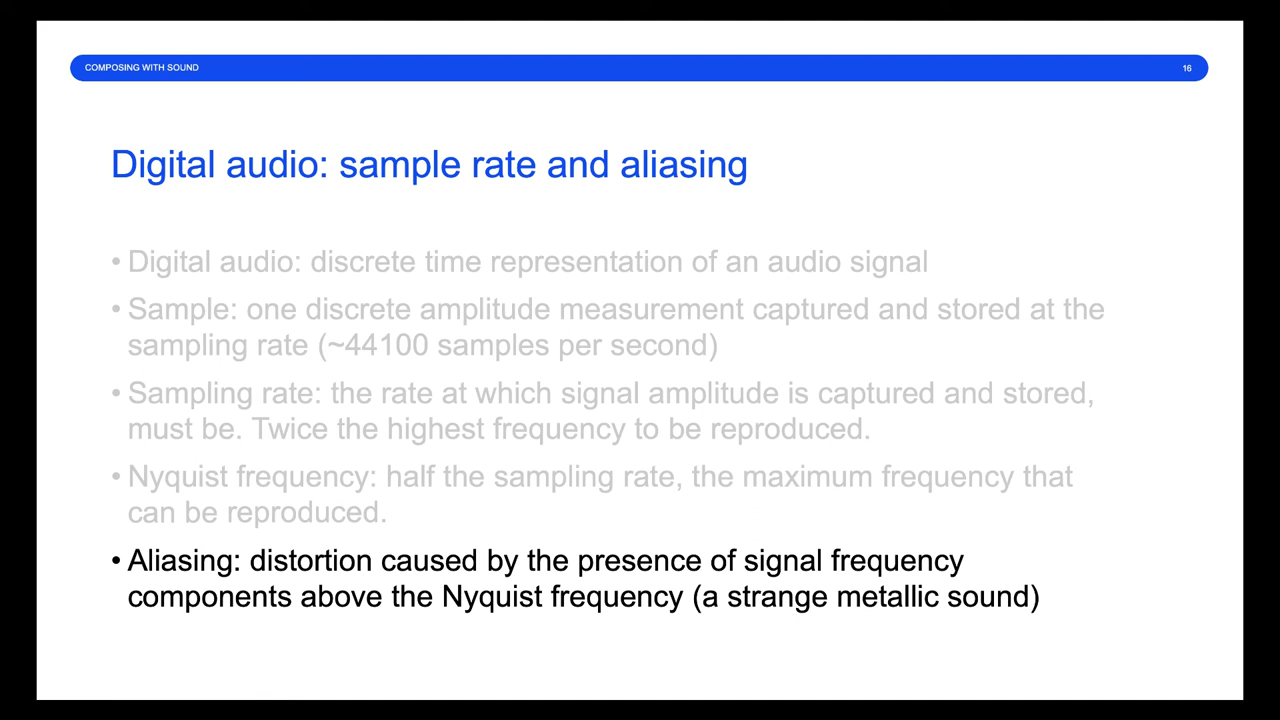 COMPOSING WITH SOUND 16
Digital audio: sample rate and aliasing
• Digital audio: discrete time representation of an audio signal
• Sample: one discrete amplitude measurement captured and stored at the
sampling rate (~44100 samples per second)
• Sampling rate: the rate at which signal amplitude is captured and stored,
must be. Twice the highest frequency to be reproduced.
• Nyquist frequency: half the sampling rate, the maximum frequency that
can be reproduced.
• Aliasing: distortion caused by the presence of signal frequency
components above the Nyquist frequency (a strange metallic sound)